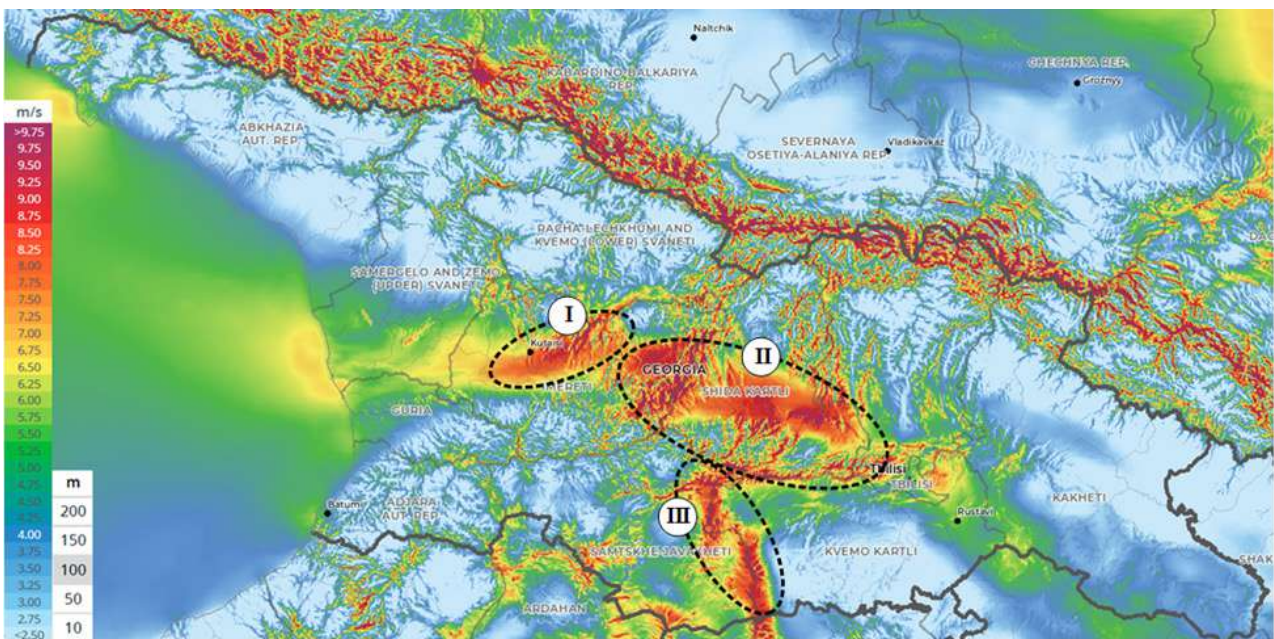 Naltchik
KABARDINO-BALKARIYA
REP.
CHECHNYA REP.
Groznyy
m/s
>9.75
9.75
9.50
9.25
9.00
8.75
8.50
8.25
8.00
7.75
7.50
7.25
7.00
6.75
6.50
6.25
6.00
5.75
5.50
5.25
5.00
4.75
4.50
4.25
4.00
3.75
3.50
3.25
3.00
2.75
<2.50
ABKHAZIA
AUT. REP.
SEVERNAYA
OSETIYA-ALANIYA REP.
Vladikavkaz
RACHA-LECHKHUMI AND
KVEMO (LOWER) SVANETI
SAMERGELO AND ZEMO
(UPPER) SVANETI
I
Kutaisi
IMERETI
II
GEORGIA
SHIDA KARTLI
GURIA
Tbilisi
TBILISI
KAKHETI
m
200
150
100
50
10
Batumi
ADJARA
AUT. REP.
III
Rustavi
SAMTSKHE-JAVAKHETI
KVEMO KARTLI
ARDAHAN